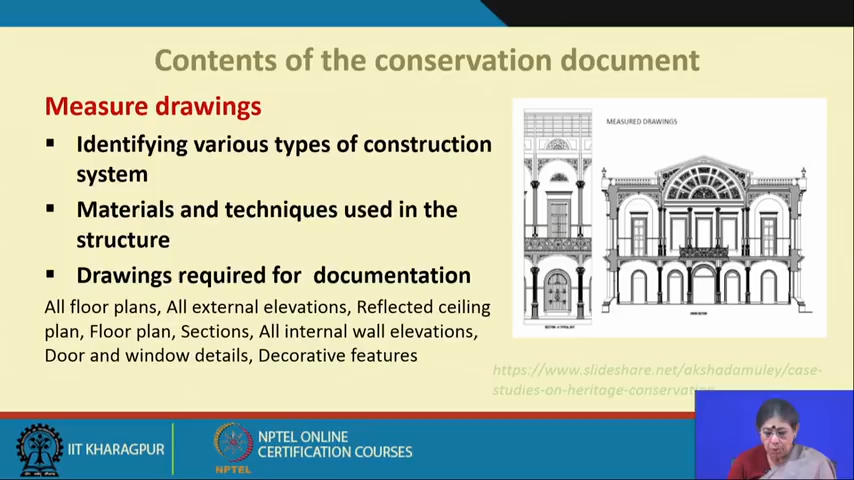 Contents of the conservation document
Measure drawings
▪ Identifying various types of construction
system
▪ Materials and techniques used in the
structure
▪ Drawings required for documentation
All floor plans, All external elevations, Reflected ceiling
plan, Floor plan, Sections, All internal wall elevations,
Door and window details, Decorative features
MEASURED DRAWINGS
https://www.slideshare.net/akshadamuley/case-
studies-on-heritage-conservation
IIT KHARAGPUR
NPTEL
NPTEL ONLINE
CERTIFICATION COURSES